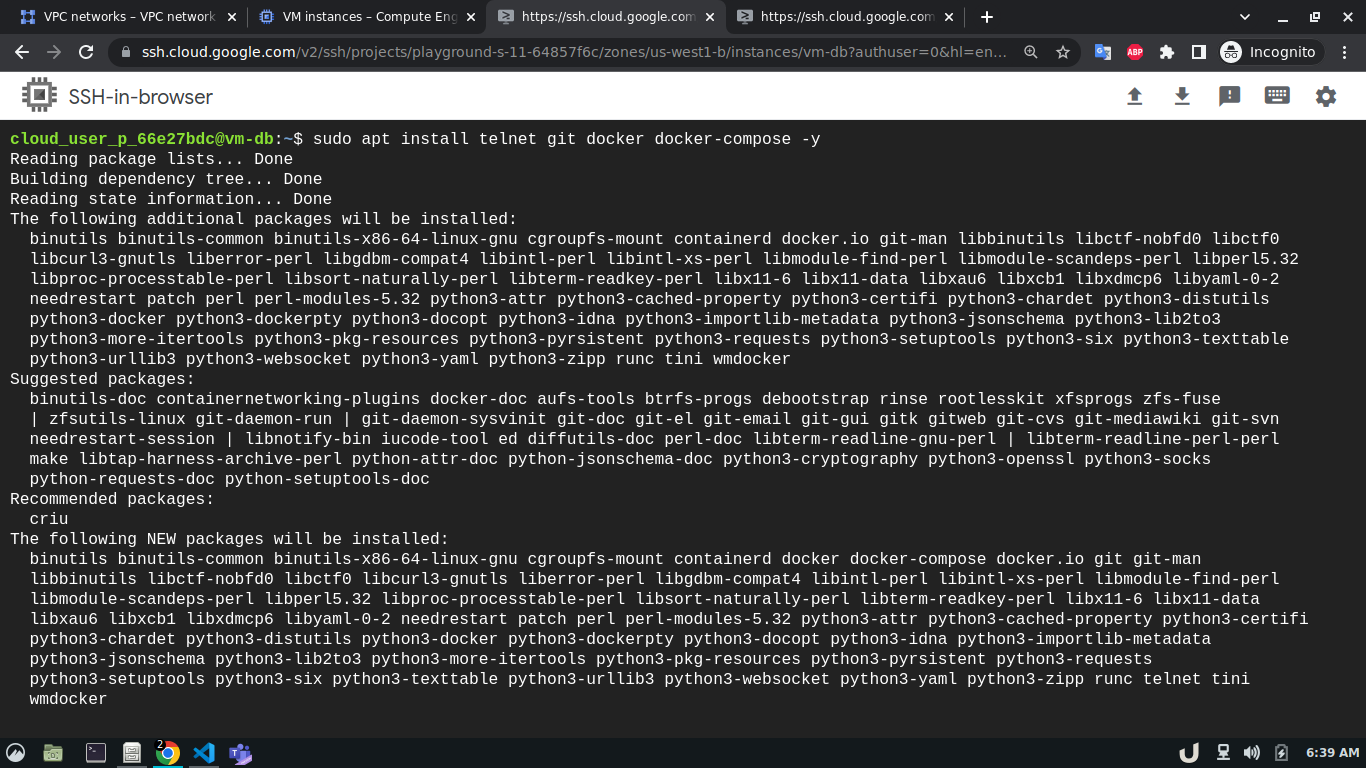 VPC networks – VPC network
VM instances – Compute Eng
https://ssh.cloud.google.com
https://ssh.cloud.google.com
ssh.cloud.google.com/v2/ssh/projects/playground-s-11-64857f6c/zones/us-west1-b/instances/vm-db?authuser=0&hl=en...
ABP
Incognito
SSH-in-browser
cloud_user_p_66e27bdc@vm-db:~$ sudo apt install telnet git docker docker-compose -y
Reading package lists... Done
Building dependency tree... Done
Reading state information... Done
The following additional packages will be installed:
binutils binutils-common binutils-x86-64-linux-gnu cgroupfs-mount containerd docker.io git-man libbinutils libctf-nobfd0 libctf0
libcurl3-gnutls liberror-perl libgdbm-compat4 libintl-perl libintl-xs-perl libmodule-find-perl libmodule-scandeps-perl libperl5.32
libproc-processtable-perl libsort-naturally-perl libterm-readkey-perl libx11-6 libx11-data libxau6 libxcb1 libxdmcp6 libyaml-0-2
needrestart patch perl perl-modules-5.32 python3-attr python3-cached-property python3-certifi python3-chardet python3-distutils
python3-docker python3-dockerpty python3-docopt python3-idna python3-importlib-metadata python3-jsonschema python3-lib2to3
python3-more-itertools python3-pkg-resources python3-pyrsistent python3-requests python3-setuptools python3-six python3-texttable
python3-urllib3 python3-websocket python3-yaml python3-zipp runc tini wmdocker
Suggested packages:
binutils-doc containernetworking-plugins docker-doc aufs-tools btrfs-progs debootstrap rinse rootlesskit xfsprogs zfs-fuse
| zfsutils-linux git-daemon-run | git-daemon-sysvinit git-doc git-el git-email git-gui gitk gitweb git-cvs git-mediawiki git-svn
needrestart-session | libnotify-bin iucode-tool ed diffutils-doc perl-doc libterm-readline-gnu-perl | libterm-readline-perl-perl
make libtap-harness-archive-perl python-attr-doc python-jsonschema-doc python3-cryptography python3-openssl python3-socks
python-requests-doc python-setuptools-doc
Recommended packages:
criu
The following NEW packages will be installed:
binutils binutils-common binutils-x86-64-linux-gnu cgroupfs-mount containerd docker docker-compose docker.io git git-man
libbinutils libctf-nobfd0 libctf0 libcurl3-gnutls liberror-perl libgdbm-compat4 libintl-perl libintl-xs-perl libmodule-find-perl
libmodule-scandeps-perl libperl5.32 libproc-processtable-perl libsort-naturally-perl libterm-readkey-perl libx11-6 libx11-data
libxau6 libxcb1 libxdmcp6 libyaml-0-2 needrestart patch perl perl-modules-5.32 python3-attr python3-cached-property python3-certifi
python3-chardet python3-distutils python3-docker python3-dockerpty python3-docopt python3-idna python3-importlib-metadata
python3-jsonschema python3-lib2to3 python3-more-itertools python3-pkg-resources python3-pyrsistent python3-requests
python3-setuptools python3-six python3-texttable python3-urllib3 python3-websocket python3-yaml python3-zipp runc telnet tini
wmdocker
2
6:39 AM